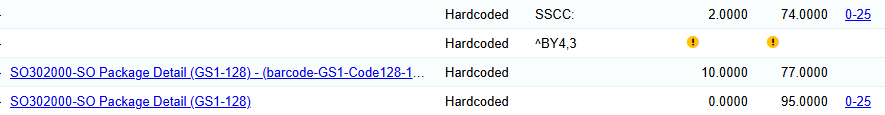 - Hardcoded SSCC: 2.0000 74.0000 0-25
- Hardcoded ^BY4,3
- SO302000-SO Package Detail (GS1-128) - (barcode-GS1-Code128-1... Hardcoded 10.0000 77.0000
- SO302000-SO Package Detail (GS1-128) Hardcoded 0.0000 95.0000 0-25